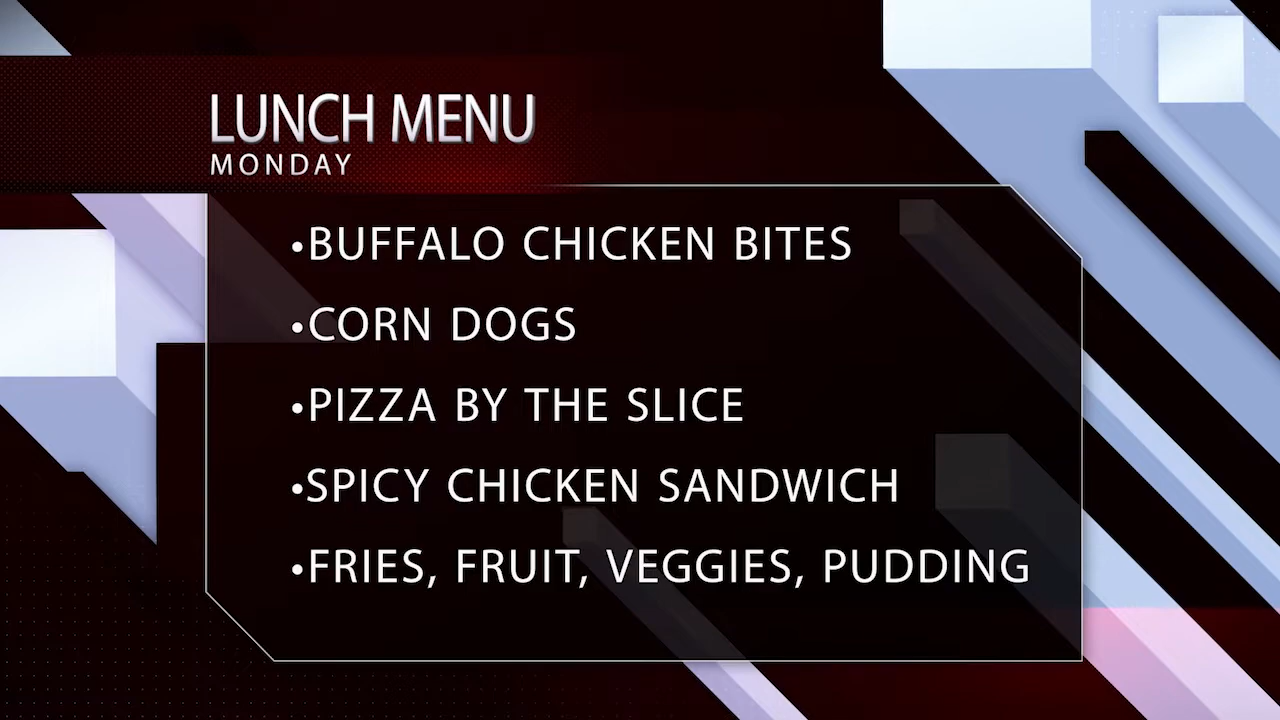 LUNCH MENU
MONDAY
•BUFFALO CHICKEN BITES
•CORN DOGS
•PIZZA BY THE SLICE
•SPICY CHICKEN SANDWICH
•FRIES, FRUIT, VEGGIES, PUDDING